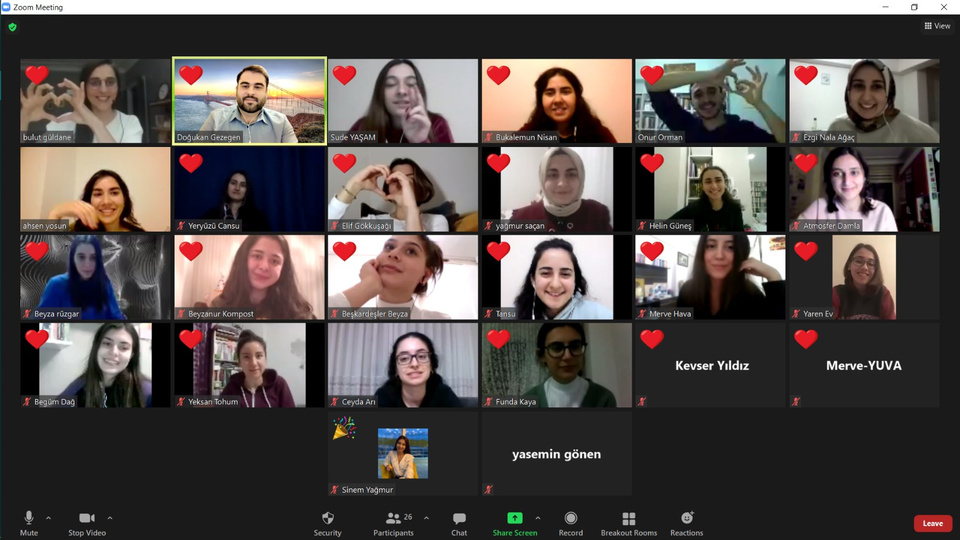 Zoom Meeting
View
bulut güldane
Doğukan Gezegen
Sude YAŞAM
Bukalemun Nisan
Onur Orman
Ezgi Nala Ağaç
ahsen yosun
Yeryüzü Cansu
Elif Gökkuşağı
yağmur saçan
Helin Güneş
Atmosfer Damla
Beyza rüzgar
Beyzanur Kompost
Beşkardeşler Beyza
Tansu
Merve Hava
Yaren Ev
Begüm Dağ
Yeksan Tohum
Ceyda Arı
Funda Kaya
Kevser Yıldız
Merve-YUVA
Sinem Yağmur
yasemin gönen
Mute
Stop Video
Security
Participants
26
Chat
Share Screen
Record
Breakout Rooms
Reactions
Leave